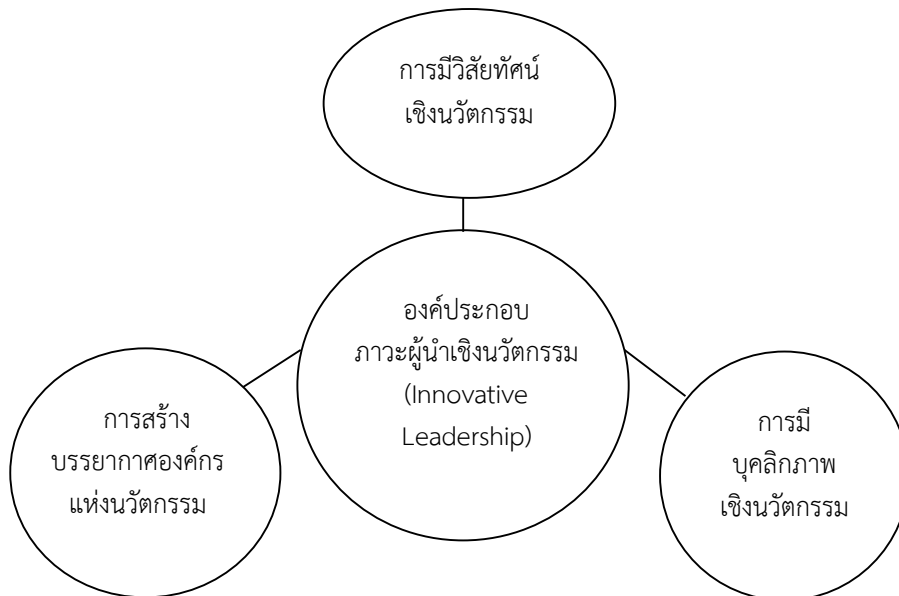 การมีวิสัยทัศน์
เชิงนวัตกรรม
องค์ประกอบ
ภาวะผู้นำเชิงนวัตกรรม
(Innovative
Leadership)
การสร้าง
บรรยากาศองค์กร
แห่งนวัตกรรม
การมี
บุคลิกภาพ
เชิงนวัตกรรม